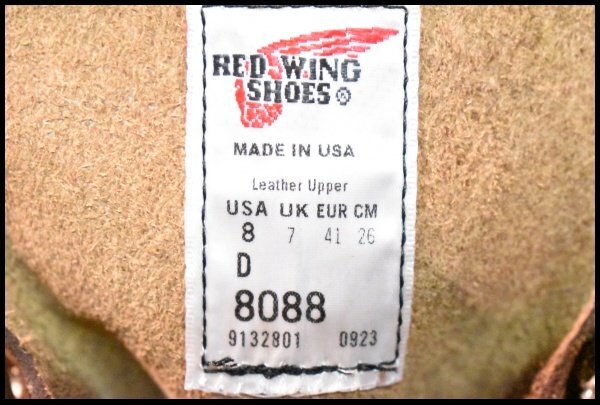 RED WING
SHOES®
MADE IN USA
Leather Upper
USA UK EUR CM
8 7 41 26
D
8088
9132801 0923